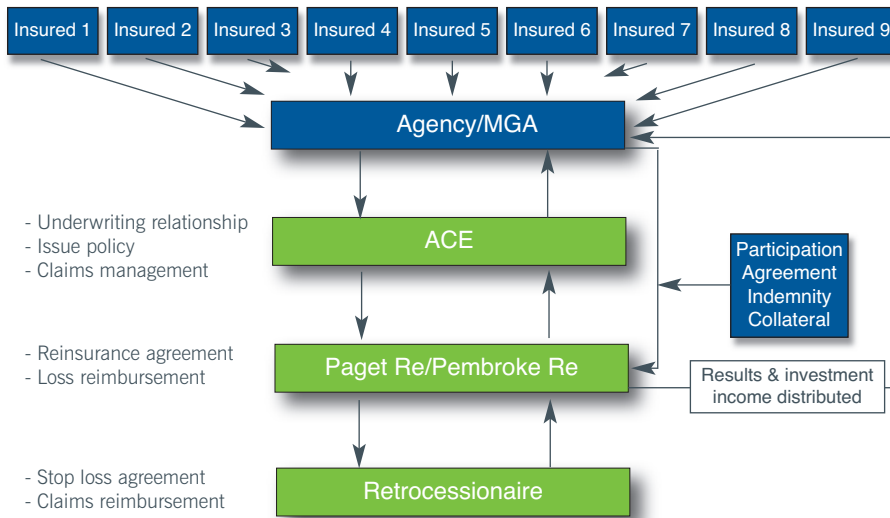 Insured 1
Insured 2
Insured 3
Insured 4
Insured 5
Insured 6
Insured 7
Insured 8
Insured 9
Agency/MGA
- Underwriting relationship
- Issue policy
- Claims management
ACE
Participation
Agreement
Indemnity
Collateral
- Reinsurance agreement
- Loss reimbursement
Paget Re/Pembroke Re
Results & investment
income distributed
- Stop loss agreement
- Claims reimbursement
Retrocessionaire